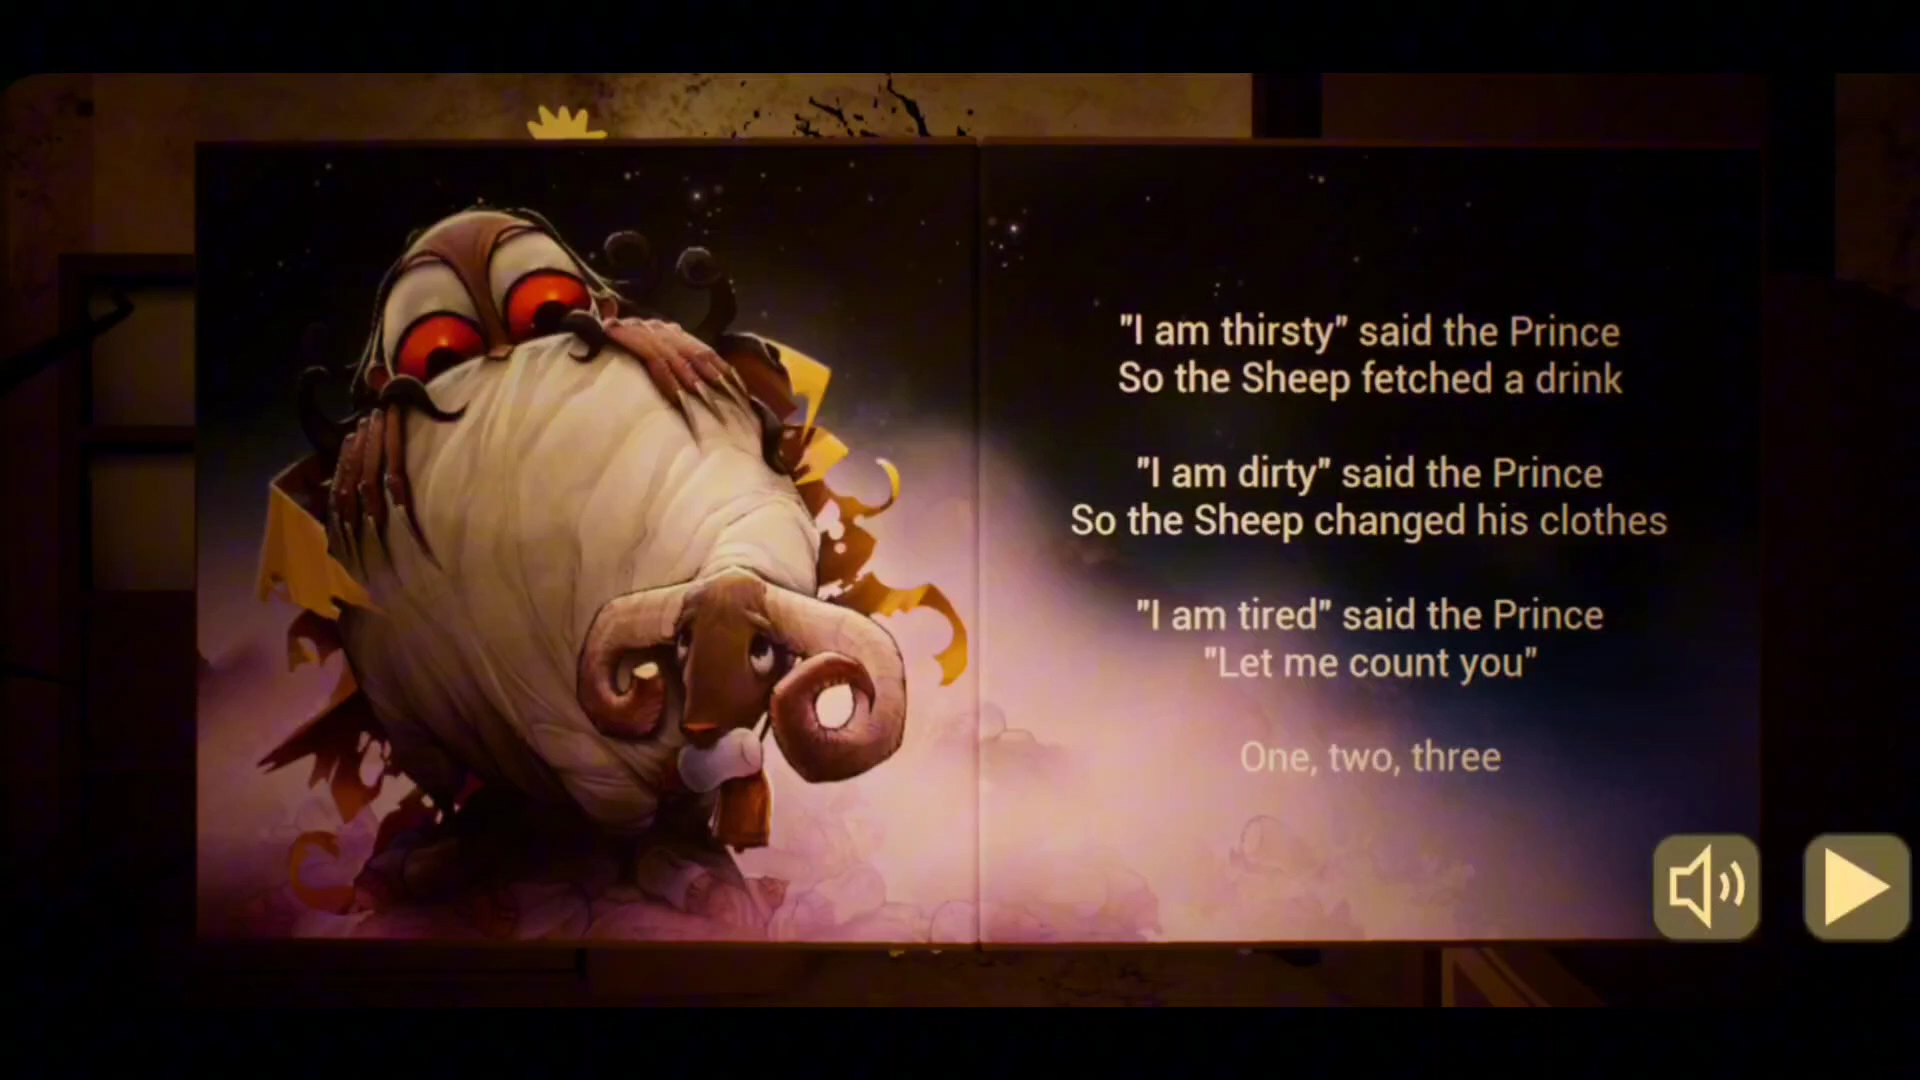 "I am thirsty" said the Prince
So the Sheep fetched a drink
"I am dirty" said the Prince
So the Sheep changed his clothes
"I am tired" said the Prince
"Let me count you"
One, two, three